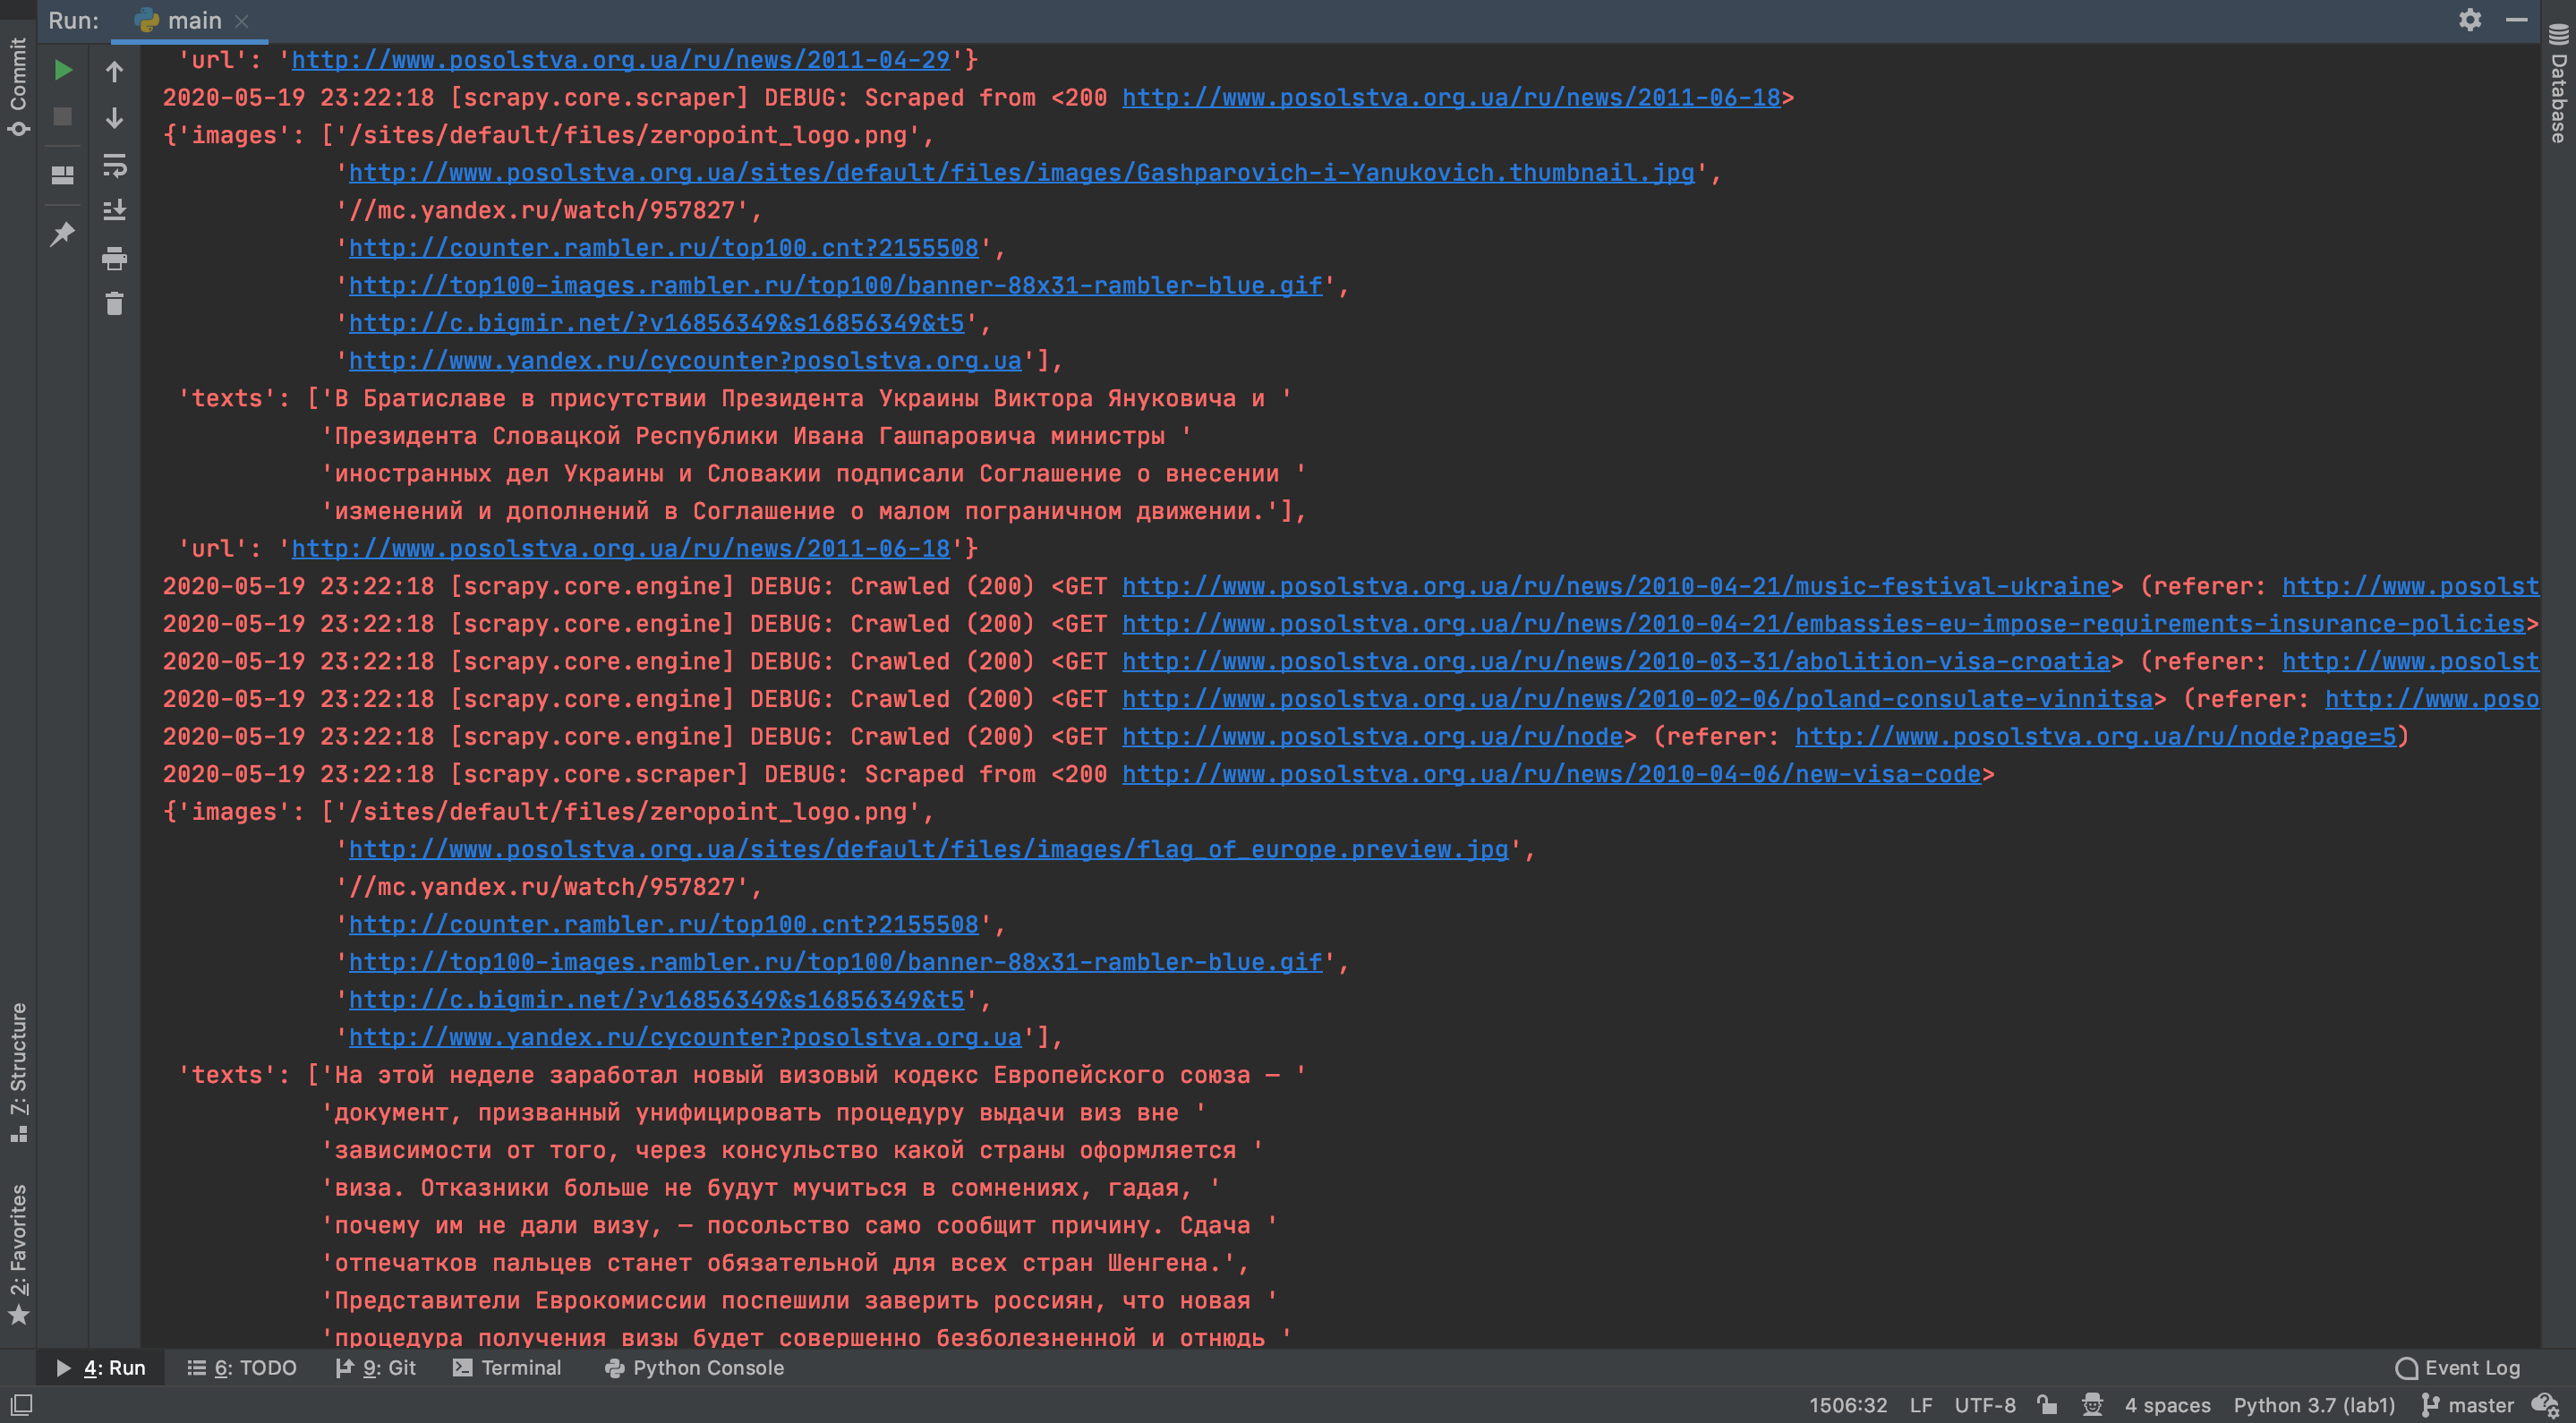 Run: main
Commit
Database
'url': 'http://www.posolstva.org.ua/ru/news/2011-04-29'}
2020-05-19 23:22:18 [scrapy.core.scraper] DEBUG: Scraped from <200 http://www.posolstva.org.ua/ru/news/2011-06-18>
{'images': ['/sites/default/files/zeropoint_logo.png',
'http://www.posolstva.org.ua/sites/default/files/images/Gashparovich-i-Yanukovich.thumbnail.jpg',
'//mc.yandex.ru/watch/957827',
'http://counter.rambler.ru/top100.cnt?2155508',
'http://top100-images.rambler.ru/top100/banner-88x31-rambler-blue.gif',
'http://c.bigmir.net/?v16856349&s16856349&t5',
'http://www.yandex.ru/cycounter?posolstva.org.ua'],
'texts': ['В Братиславе в присутствии Президента Украины Виктора Януковича и '
'Президента Словацкой Республики Ивана Гашпаровича министры '
'иностранных дел Украины и Словакии подписали Соглашение о внесении '
'изменений и дополнений в Соглашение о малом пограничном движении.'],
'url': 'http://www.posolstva.org.ua/ru/news/2011-06-18'}
2020-05-19 23:22:18 [scrapy.core.engine] DEBUG: Crawled (200) <GET http://www.posolstva.org.ua/ru/news/2010-04-21/music-festival-ukraine> (referer: http://www.posolst
2020-05-19 23:22:18 [scrapy.core.engine] DEBUG: Crawled (200) <GET http://www.posolstva.org.ua/ru/news/2010-04-21/embassies-eu-impose-requirements-insurance-policies>
2020-05-19 23:22:18 [scrapy.core.engine] DEBUG: Crawled (200) <GET http://www.posolstva.org.ua/ru/news/2010-03-31/abolition-visa-croatia> (referer: http://www.posolst
2020-05-19 23:22:18 [scrapy.core.engine] DEBUG: Crawled (200) <GET http://www.posolstva.org.ua/ru/news/2010-02-06/poland-consulate-vinnitsa> (referer: http://www.poso
2020-05-19 23:22:18 [scrapy.core.engine] DEBUG: Crawled (200) <GET http://www.posolstva.org.ua/ru/node> (referer: http://www.posolstva.org.ua/ru/node?page=5)
2020-05-19 23:22:18 [scrapy.core.scraper] DEBUG: Scraped from <200 http://www.posolstva.org.ua/ru/news/2010-04-06/new-visa-code>
{'images': ['/sites/default/files/zeropoint_logo.png',
'http://www.posolstva.org.ua/sites/default/files/images/flag_of_europe.preview.jpg',
'//mc.yandex.ru/watch/957827',
'http://counter.rambler.ru/top100.cnt?2155508',
'http://top100-images.rambler.ru/top100/banner-88x31-rambler-blue.gif',
'http://c.bigmir.net/?v16856349&s16856349&t5',
'http://www.yandex.ru/cycounter?posolstva.org.ua'],
'texts': ['На этой неделе заработал новый визовый кодекс Европейского союза — '
'документ, призванный унифицировать процедуру выдачи виз вне '
'зависимости от того, через консульство какой страны оформляется '
'виза. Отказники больше не будут мучиться в сомнениях, гадая, '
'почему им не дали визу, — посольство само сообщит причину. Сдача '
'отпечатков пальцев станет обязательной для всех стран Шенгена.',
'Представители Еврокомиссии поспешили заверить россиян, что новая '
'процедура получения визы будет совершенно безболезненной и отнюдь '
7: Structure
2: Favorites
4: Run 6: TODO 9: Git Terminal Python Console Event Log
1506:32 LF UTF-8 4 spaces Python 3.7 (lab1) master